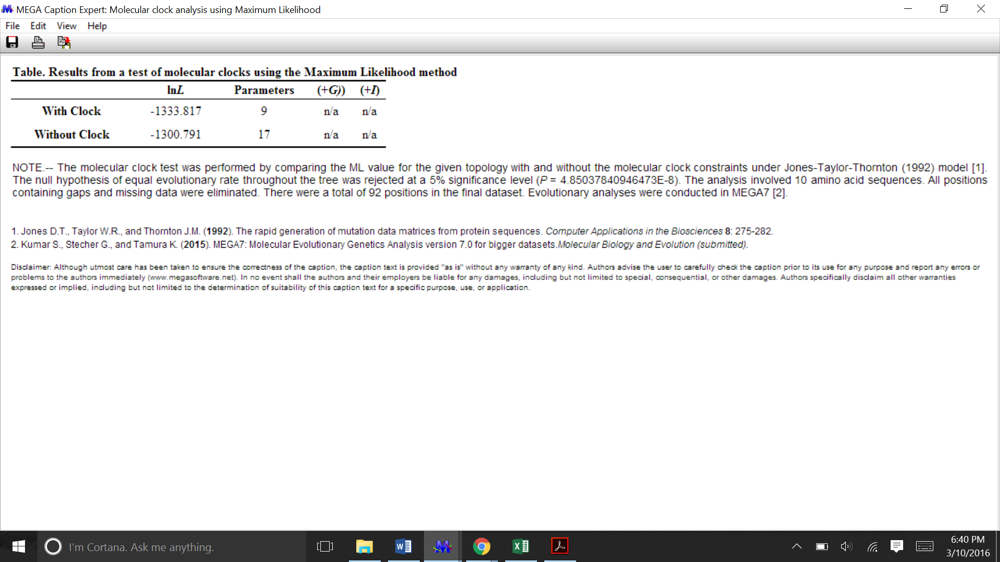 MEGA Caption Expert: Molecular clock analysis using Maximum Likelihood
File Edit View Help
Table. Results from a test of molecular clocks using the Maximum Likelihood method
lnL Parameters (+G)) (+I)
With Clock -1333.817 9 n/a n/a
Without Clock -1300.791 17 n/a n/a
NOTE.-- The molecular clock test was performed by comparing the ML value for the given topology with and without the molecular clock constraints under Jones-Taylor-Thornton (1992) model [1].
The null hypothesis of equal evolutionary rate throughout the tree was rejected at a 5% significance level (P = 4.85037840946473E-8). The analysis involved 10 amino acid sequences. All positions
containing gaps and missing data were eliminated. There were a total of 92 positions in the final dataset. Evolutionary analyses were conducted in MEGA7 [2].
1. Jones D.T., Taylor W.R., and Thornton J.M. (1992). The rapid generation of mutation data matrices from protein sequences. Computer Applications in the Biosciences 8: 275-282.
2. Kumar S., Stecher G., and Tamura K. (2015). MEGA7: Molecular Evolutionary Genetics Analysis version 7.0 for bigger datasets.Molecular Biology and Evolution (submitted).
Disclaimer: Although utmost care has been taken to ensure the correctness of the caption, the caption text is provided "as is" without any warranty of any kind. Authors advise the user to carefully check the caption prior to its use for any purpose and report any errors or
problems to the authors immediately (www.megasoftware.net). In no event shall the authors and their employers be liable for any damages, including but not limited to special, consequential, or other damages. Authors specifically disclaim all other warranties
expressed or implied, including but not limited to the determination of suitability of this caption text for a specific purpose, use, or application.
I'm Cortana. Ask me anything.
6:40 PM
3/10/2016